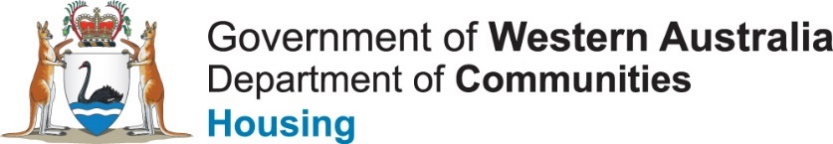 Government of Western Australia
Department of Communities
Housing